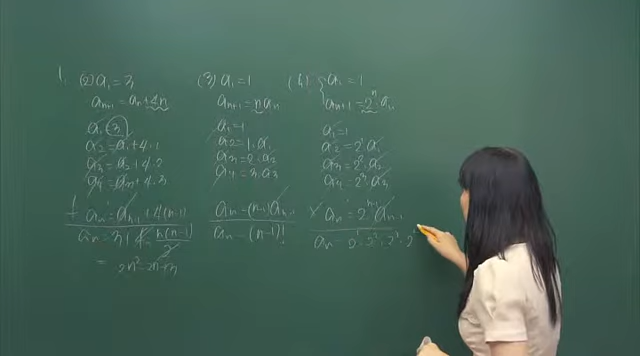 1. (2) a₁ = 3
aₙ₊₁ = aₙ + 4n
a₁ = 3
a₂ = a₁ + 4·1
a₃ = a₂ + 4·2
a₄ = a₃ + 4·3
+ aₙ = aₙ₋₁ + 4(n-1)
aₙ = 3 + 4· n(n-1)/2
= 2n² - 2n + 3
(3) a₁ = 1
aₙ₊₁ = n aₙ
a₁ = 1
a₂ = 1·a₁
a₃ = 2·a₂
a₄ = 3·a₃
aₙ = (n-1)aₙ₋₁
aₙ = (n-1)!
(4) { a₁ = 1
aₙ₊₁ = 2ⁿ·aₙ
a₁ = 1
a₂ = 2¹·a₁
a₃ = 2²·a₂
a₄ = 2³·a₃
× aₙ = 2ⁿ⁻¹·aₙ₋₁
aₙ = 2·2²·2³·2